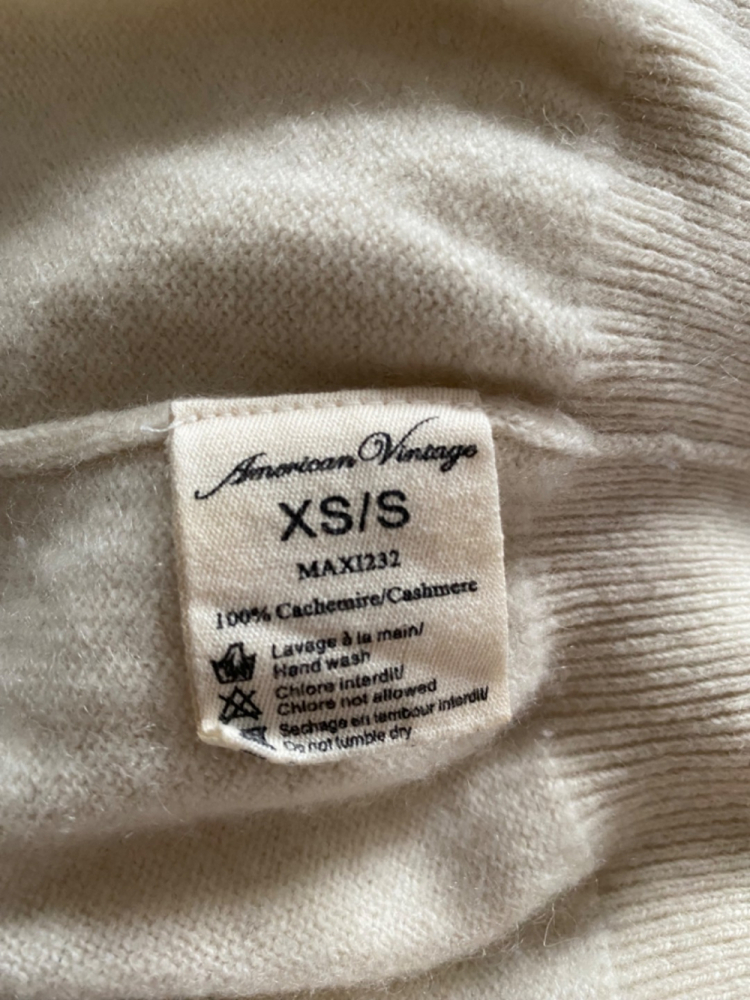 American Vintage
XS/S
MAXI232
100% Cachemire/Cashmere
Lavage à la main/
Hand wash
Chlore interdit/
Chlore not allowed
Sechage en tembour interdit/
Do not tumble dry